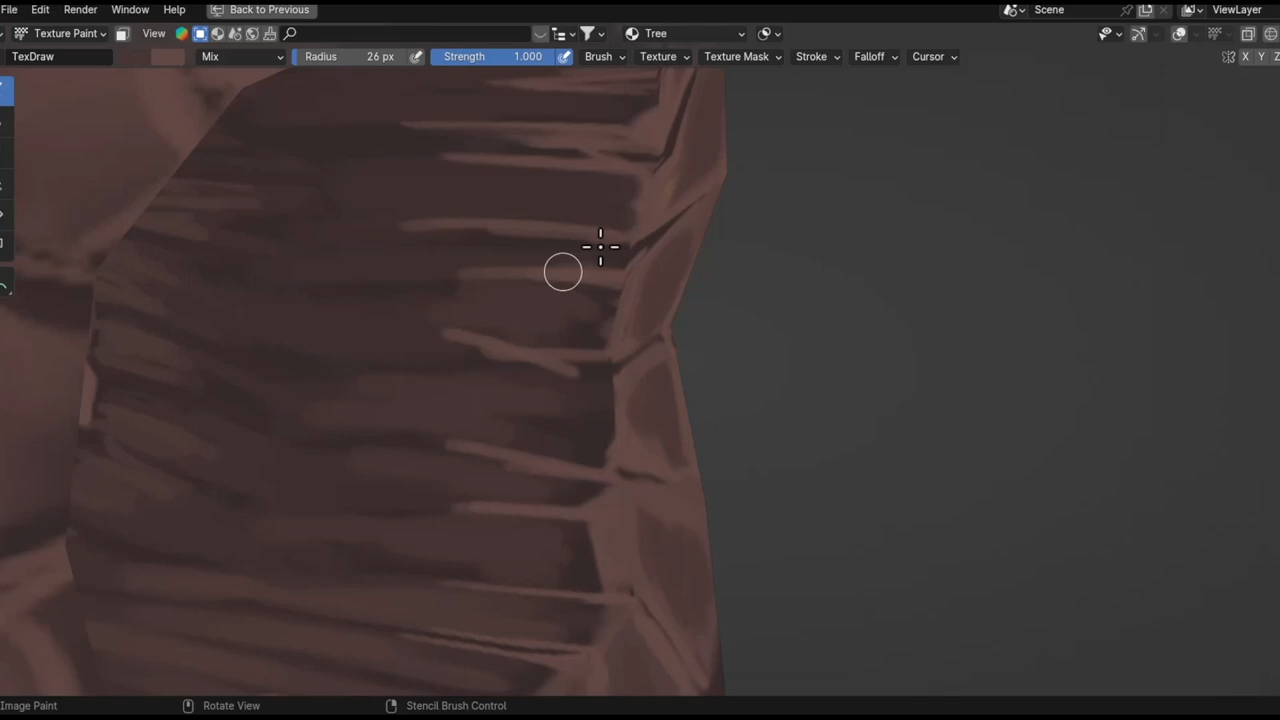 File Edit Render Window Help Back to Previous Scene ViewLayer
Texture Paint View Tree
TexDraw Mix Radius 26 px Strength 1.000 Brush Texture Texture Mask Stroke Falloff Cursor X Y Z
Image Paint Rotate View Stencil Brush Control